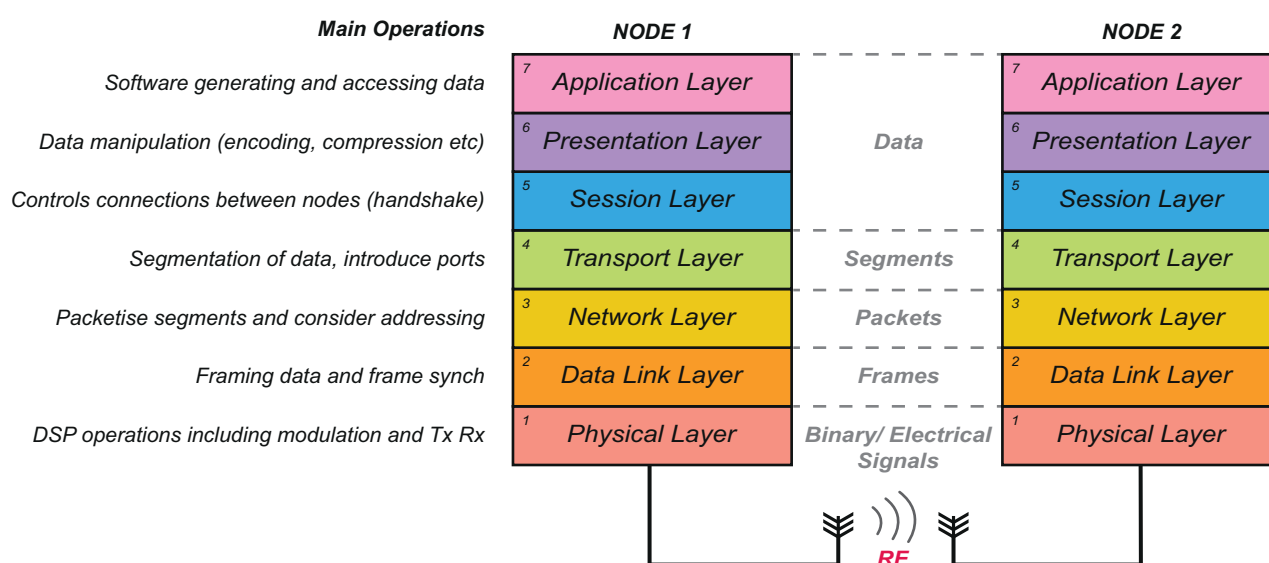 Main Operations
NODE 1
NODE 2
Software generating and accessing data
7 Application Layer
7 Application Layer
Data manipulation (encoding, compression etc)
6 Presentation Layer
Data
6 Presentation Layer
Controls connections between nodes (handshake)
5 Session Layer
5 Session Layer
Segmentation of data, introduce ports
4 Transport Layer
Segments
4 Transport Layer
Packetise segments and consider addressing
3 Network Layer
Packets
3 Network Layer
Framing data and frame synch
2 Data Link Layer
Frames
2 Data Link Layer
DSP operations including modulation and Tx Rx
1 Physical Layer
Binary/ Electrical
Signals
1 Physical Layer
RF